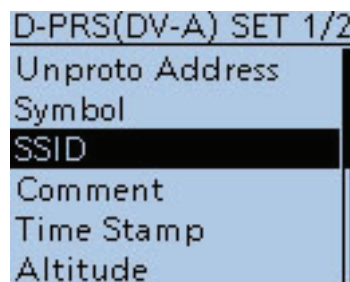 D-PRS(DV-A) SET 1/2
Unproto Address
Symbol
SSID
Comment
Time Stamp
Altitude